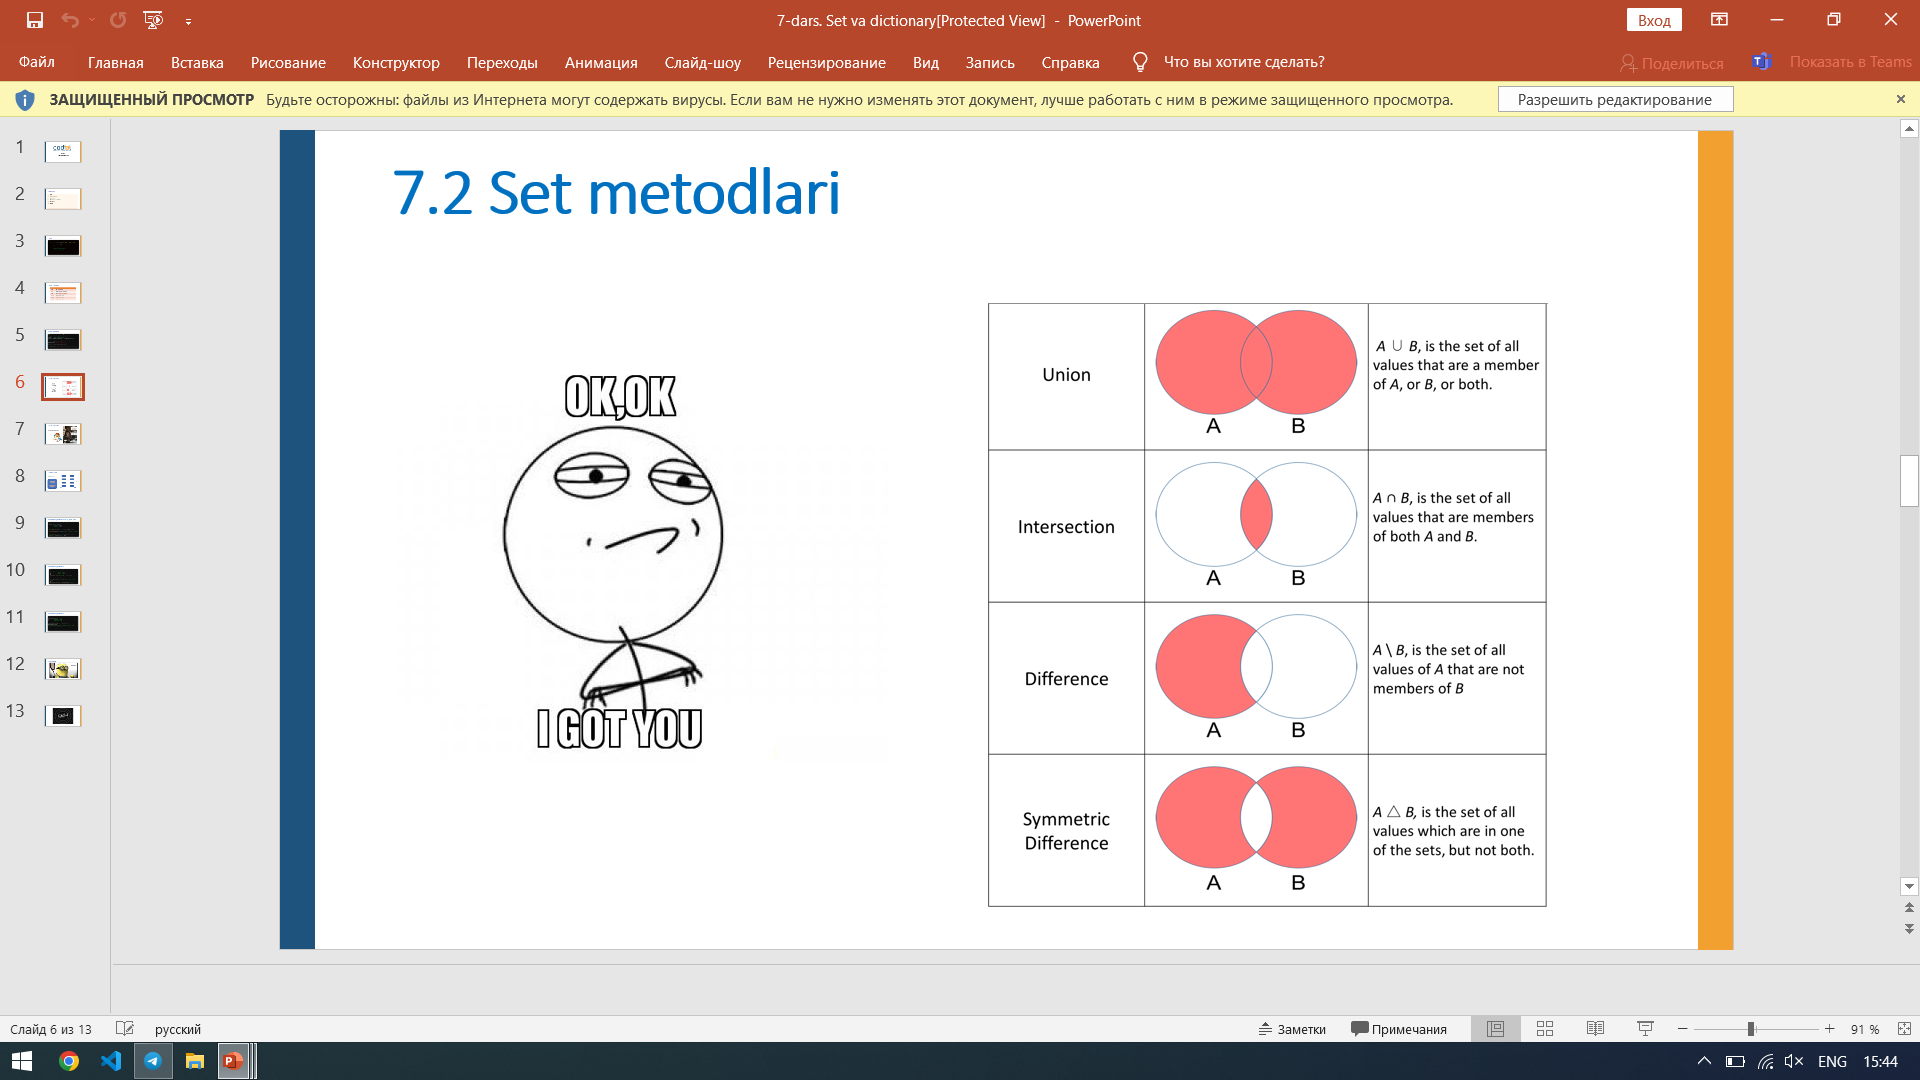 7-dars. Set va dictionary[Protected View] - PowerPoint
Вход
Файл Главная Вставка Рисование Конструктор Переходы Анимация Слайд-шоу Рецензирование Вид Запись Справка Что вы хотите сделать? Поделиться Показать в Teams
ЗАЩИЩЕННЫЙ ПРОСМОТР Будьте осторожны: файлы из Интернета могут содержать вирусы. Если вам не нужно изменять этот документ, лучше работать с ним в режиме защищенного просмотра. Разрешить редактирование
1
2
3
4
5
6
7
8
9
10
11
12
13
7.2 Set metodlari
OK,OK
I GOT YOU
Union
A B
A ∪ B, is the set of all
values that are a member
of A, or B, or both.
Intersection
A B
A ∩ B, is the set of all
values that are members
of both A and B.
Difference
A B
A \ B, is the set of all
values of A that are not
members of B
Symmetric
Difference
A B
A △ B, is the set of all
values which are in one
of the sets, but not both.
Слайд 6 из 13 русский Заметки Примечания 91 %
ENG 15:44